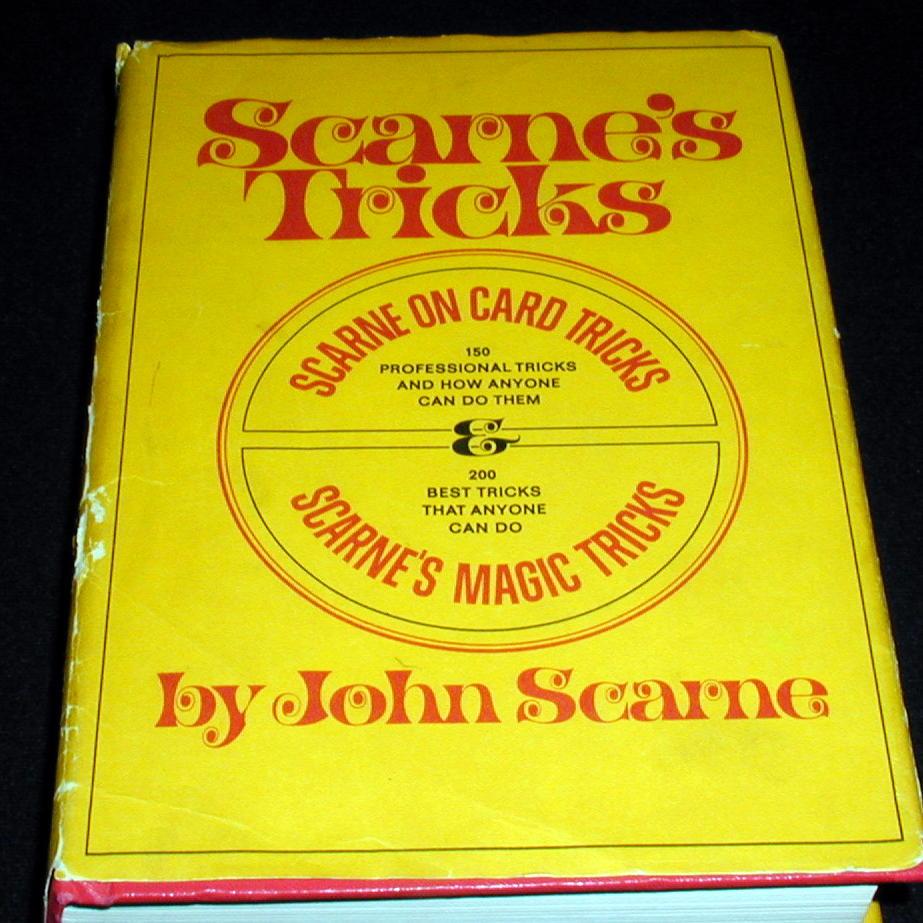 Scarne's
Tricks
SCARNE ON CARD TRICKS
150
PROFESSIONAL TRICKS
AND HOW ANYONE
CAN DO THEM
&
200
BEST TRICKS
THAT ANYONE
CAN DO
SCARNE'S MAGIC TRICKS
by John Scarne